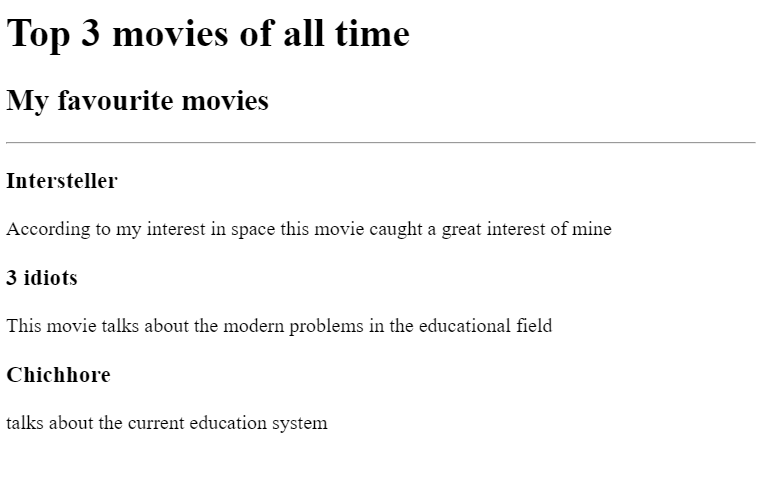 Top 3 movies of all time
My favourite movies
Intersteller
According to my interest in space this movie caught a great interest of mine
3 idiots
This movie talks about the modern problems in the educational field
Chichhore
talks about the current education system